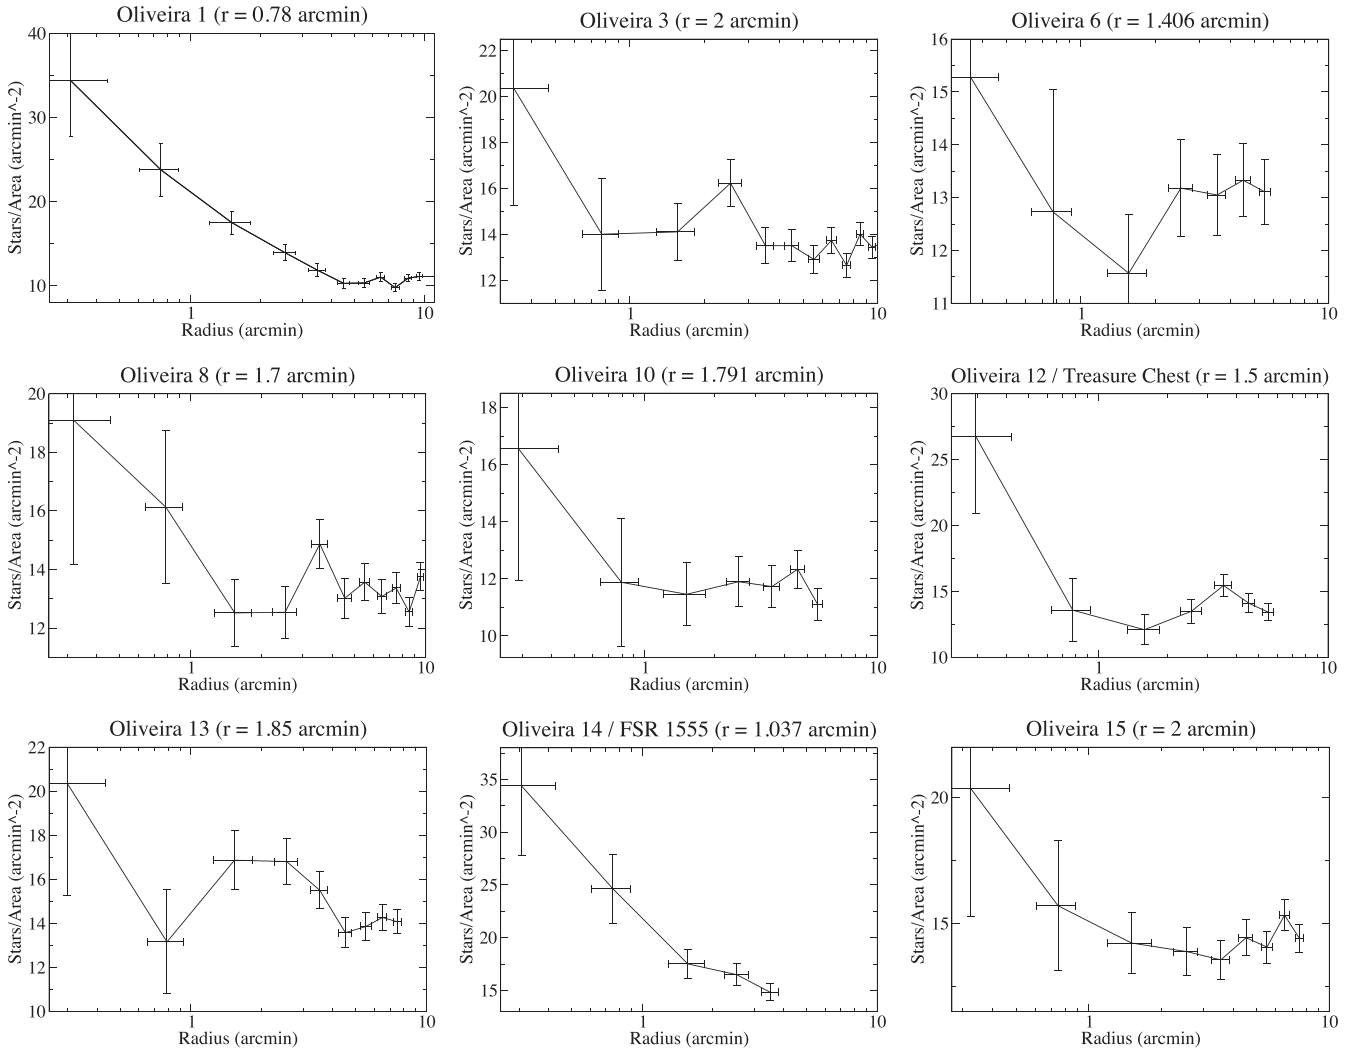 Oliveira 1 (r = 0.78 arcmin)
40
30
20
10
Stars/Area (arcmin^-2)
1
10
Radius (arcmin)
Oliveira 3 (r = 2 arcmin)
22
20
18
16
14
12
Stars/Area (arcmin^-2)
1
10
Radius (arcmin)
Oliveira 6 (r = 1.406 arcmin)
16
15
14
13
12
11
Stars/Area (arcmin^-2)
1
10
Radius (arcmin)
Oliveira 8 (r = 1.7 arcmin)
20
18
16
14
12
Stars/Area (arcmin^-2)
1
10
Radius (arcmin)
Oliveira 10 (r = 1.791 arcmin)
18
16
14
12
10
Stars/Area (arcmin^-2)
1
10
Radius (arcmin)
Oliveira 12 / Treasure Chest (r = 1.5 arcmin)
30
25
20
15
10
Stars/Area (arcmin^-2)
1
10
Radius (arcmin)
Oliveira 13 (r = 1.85 arcmin)
22
20
18
16
14
12
10
Stars/Area (arcmin^-2)
1
10
Radius (arcmin)
Oliveira 14 / FSR 1555 (r = 1.037 arcmin)
35
30
25
20
15
Stars/Area (arcmin^-2)
1
10
Radius (arcmin)
Oliveira 15 (r = 2 arcmin)
20
15
Stars/Area (arcmin^-2)
1
10
Radius (arcmin)